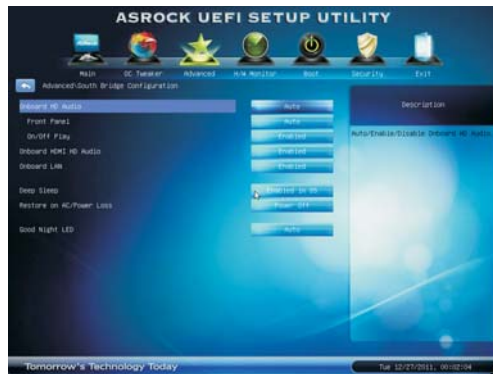 ASROCK UEFI SETUP UTILITY
Main OC Tweaker Advanced H/W Monitor Boot Security Exit
Advanced\South Bridge Configuration
Onboard HD Audio Auto
Front Panel Auto
On/Off Play Enabled
Onboard HDMI HD Audio Enabled
Onboard LAN Enabled
Deep Sleep Enabled in S5
Restore on AC/Power Loss Power Off
Good Night LED Auto
Description
Auto/Enable/Disable Onboard HD Audio
Tomorrow's Technology Today
Tue 12/27/2011, 00:02:04